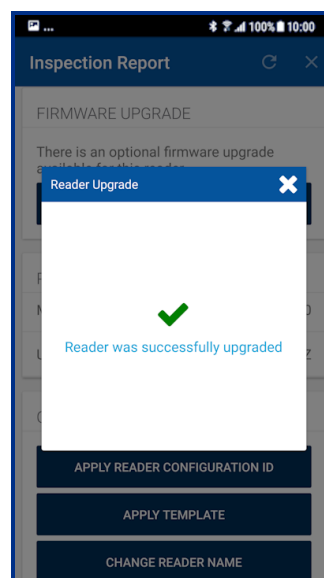 ... 100% 10:00
Inspection Report
FIRMWARE UPGRADE
There is an optional firmware upgrade
Reader Upgrade
Reader was successfully upgraded
APPLY READER CONFIGURATION ID
APPLY TEMPLATE
CHANGE READER NAME